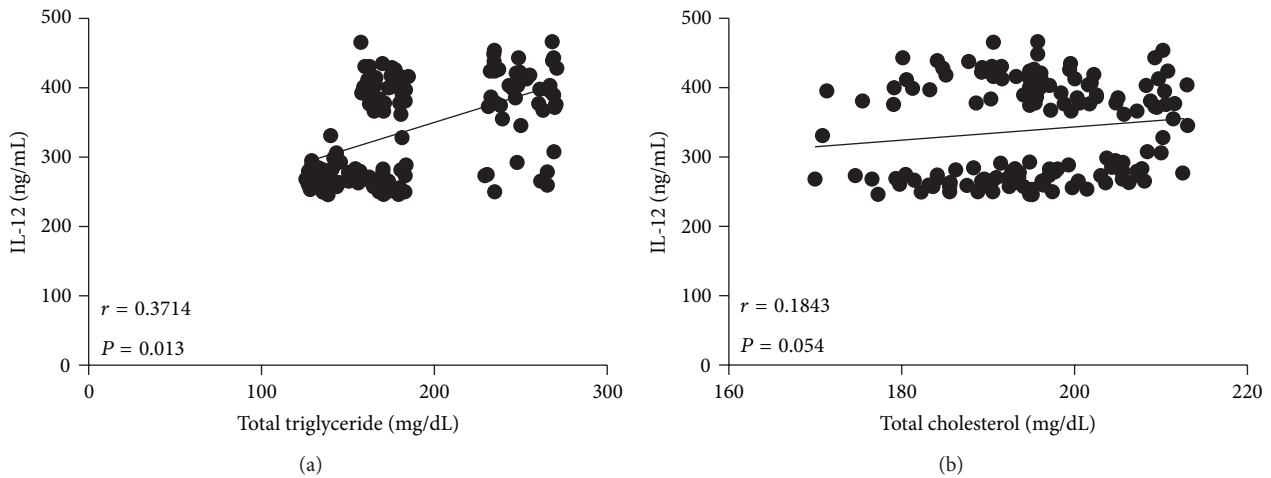 500
400
300
200
100
0
IL-12 (ng/mL)
r = 0.3714
P = 0.013
0 100 200 300
Total triglyceride (mg/dL)
(a)
500
400
300
200
100
0
IL-12 (ng/mL)
r = 0.1843
P = 0.054
160 180 200 220
Total cholesterol (mg/dL)
(b)